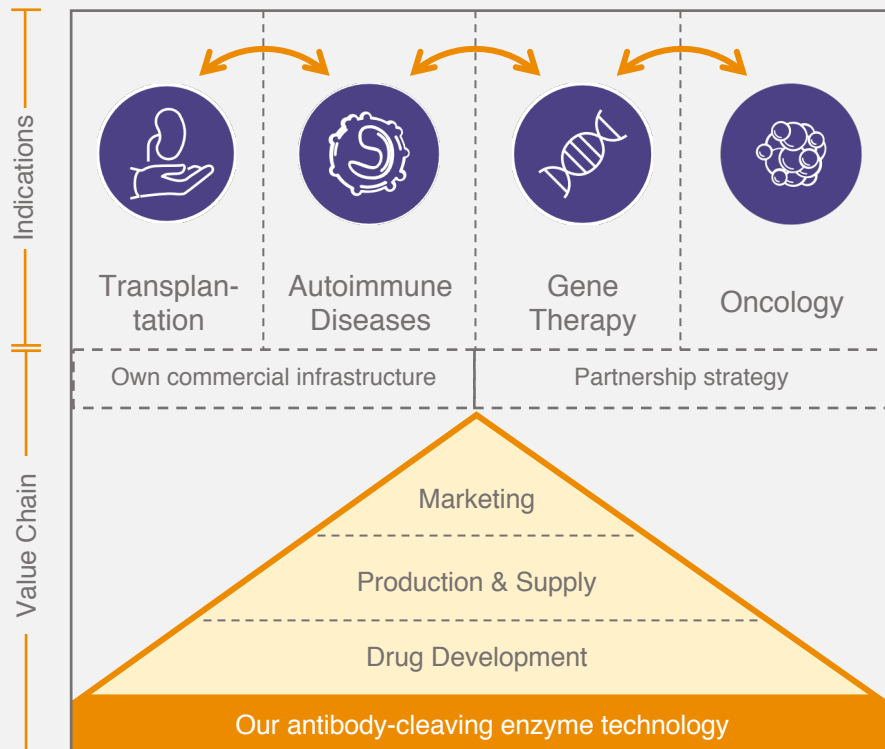 Indications
Transplan-
tation
Autoimmune
Diseases
Gene
Therapy
Oncology
Own commercial infrastructure
Partnership strategy
Value Chain
Marketing
Production & Supply
Drug Development
Our antibody-cleaving enzyme technology